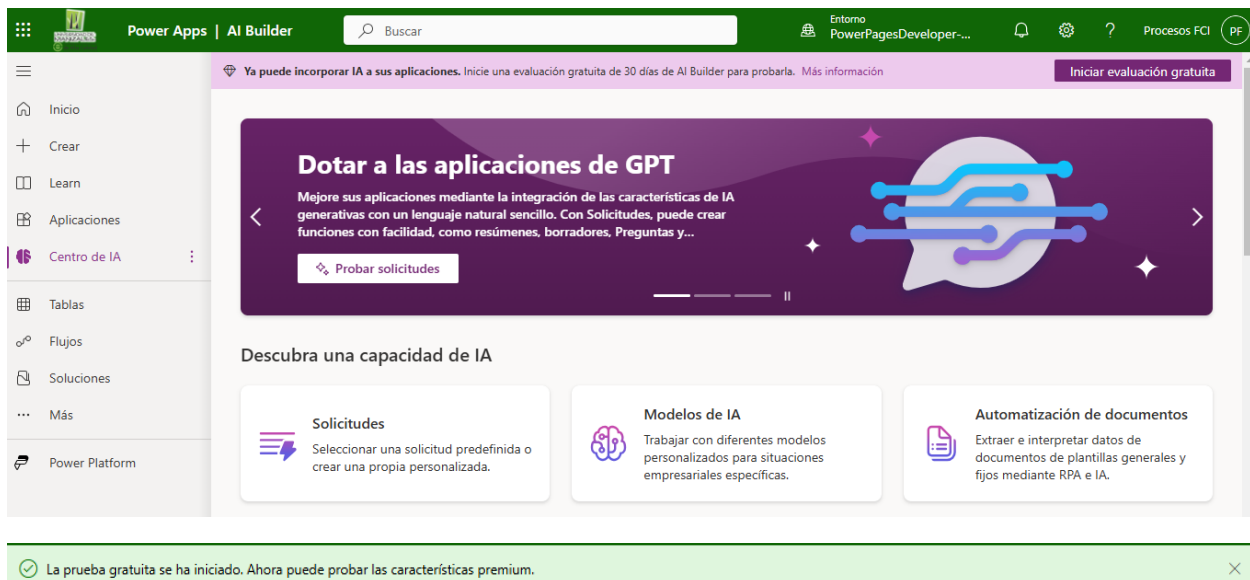 Power Apps | AI Builder
Buscar
Entorno
PowerPagesDeveloper-...
?
Procesos FCI
PF
Ya puede incorporar IA a sus aplicaciones. Inicie una evaluación gratuita de 30 días de AI Builder para probarla. Más información
Iniciar evaluación gratuita
Inicio
Crear
Learn
Aplicaciones
Centro de IA
Tablas
Flujos
Soluciones
Más
Power Platform
Dotar a las aplicaciones de GPT
Mejore sus aplicaciones mediante la integración de las características de IA
generativas con un lenguaje natural sencillo. Con Solicitudes, puede crear
funciones con facilidad, como resúmenes, borradores, Preguntas y...
Probar solicitudes
Descubra una capacidad de IA
Solicitudes
Seleccionar una solicitud predefinida o
crear una propia personalizada.
Modelos de IA
Trabajar con diferentes modelos
personalizados para situaciones
empresariales específicas.
Automatización de documentos
Extraer e interpretar datos de
documentos de plantillas generales y
fijos mediante RPA e IA.
La prueba gratuita se ha iniciado. Ahora puede probar las características premium.